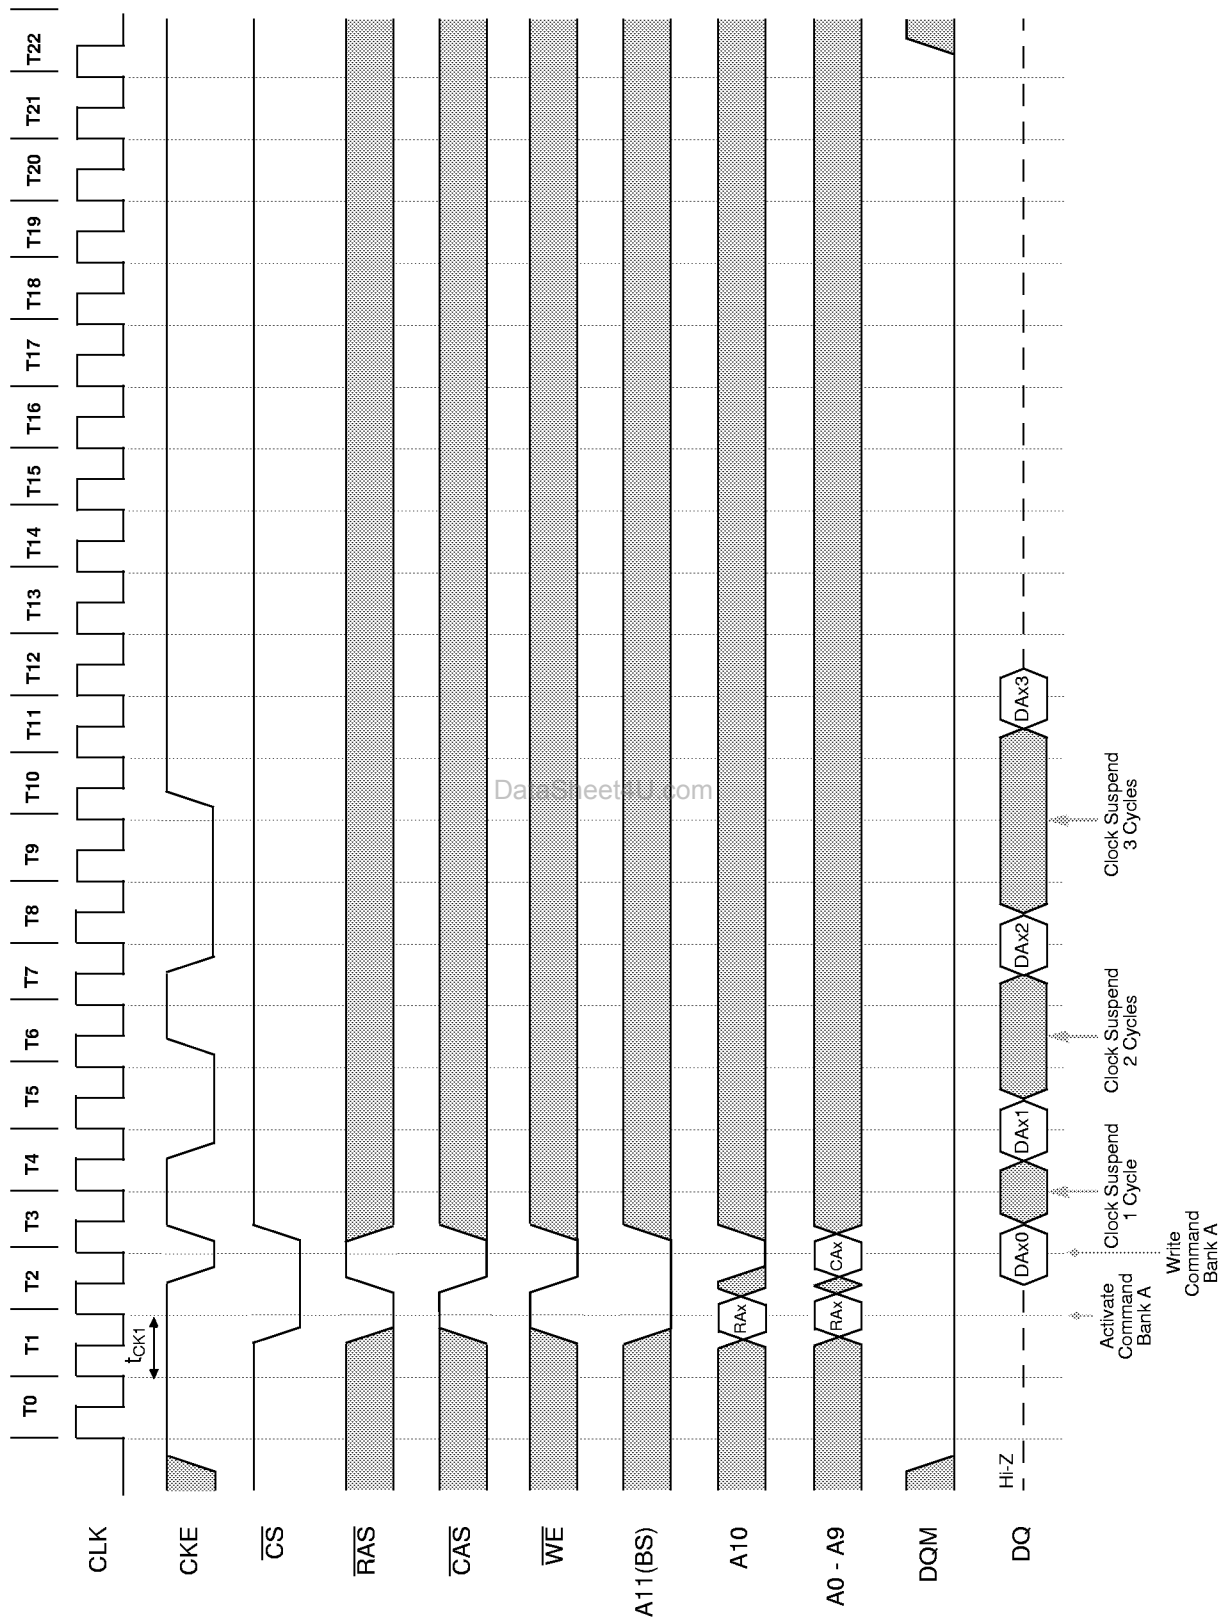 T0 T1 T2 T3 T4 T5 T6 T7 T8 T9 T10 T11 T12 T13 T14 T15 T16 T17 T18 T19 T20 T21 T22
CLK
tCK1
CKE
CS
RAS
CAS
WE
A11(BS)
A10
RAx
A0 - A9
RAx CAx
DQM
DQ
Hi-Z
DAx0 DAx1 DAx2 DAx3
Activate
Command
Bank A
Write
Command
Bank A
Clock Suspend
1 Cycle
Clock Suspend
2 Cycles
Clock Suspend
3 Cycles
DataSheet4U.com